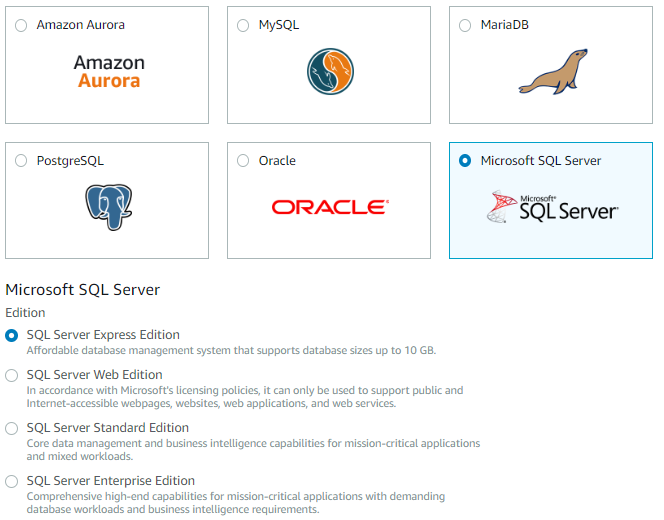 Amazon Aurora
Amazon
Aurora
MySQL
MariaDB
PostgreSQL
Oracle
ORACLE®
Microsoft SQL Server
Microsoft®
SQL Server®
Microsoft SQL Server
Edition
SQL Server Express Edition
Affordable database management system that supports database sizes up to 10 GB.
SQL Server Web Edition
In accordance with Microsoft's licensing policies, it can only be used to support public and
Internet-accessible webpages, websites, web applications, and web services.
SQL Server Standard Edition
Core data management and business intelligence capabilities for mission-critical applications
and mixed workloads.
SQL Server Enterprise Edition
Comprehensive high-end capabilities for mission-critical applications with demanding
database workloads and business intelligence requirements.